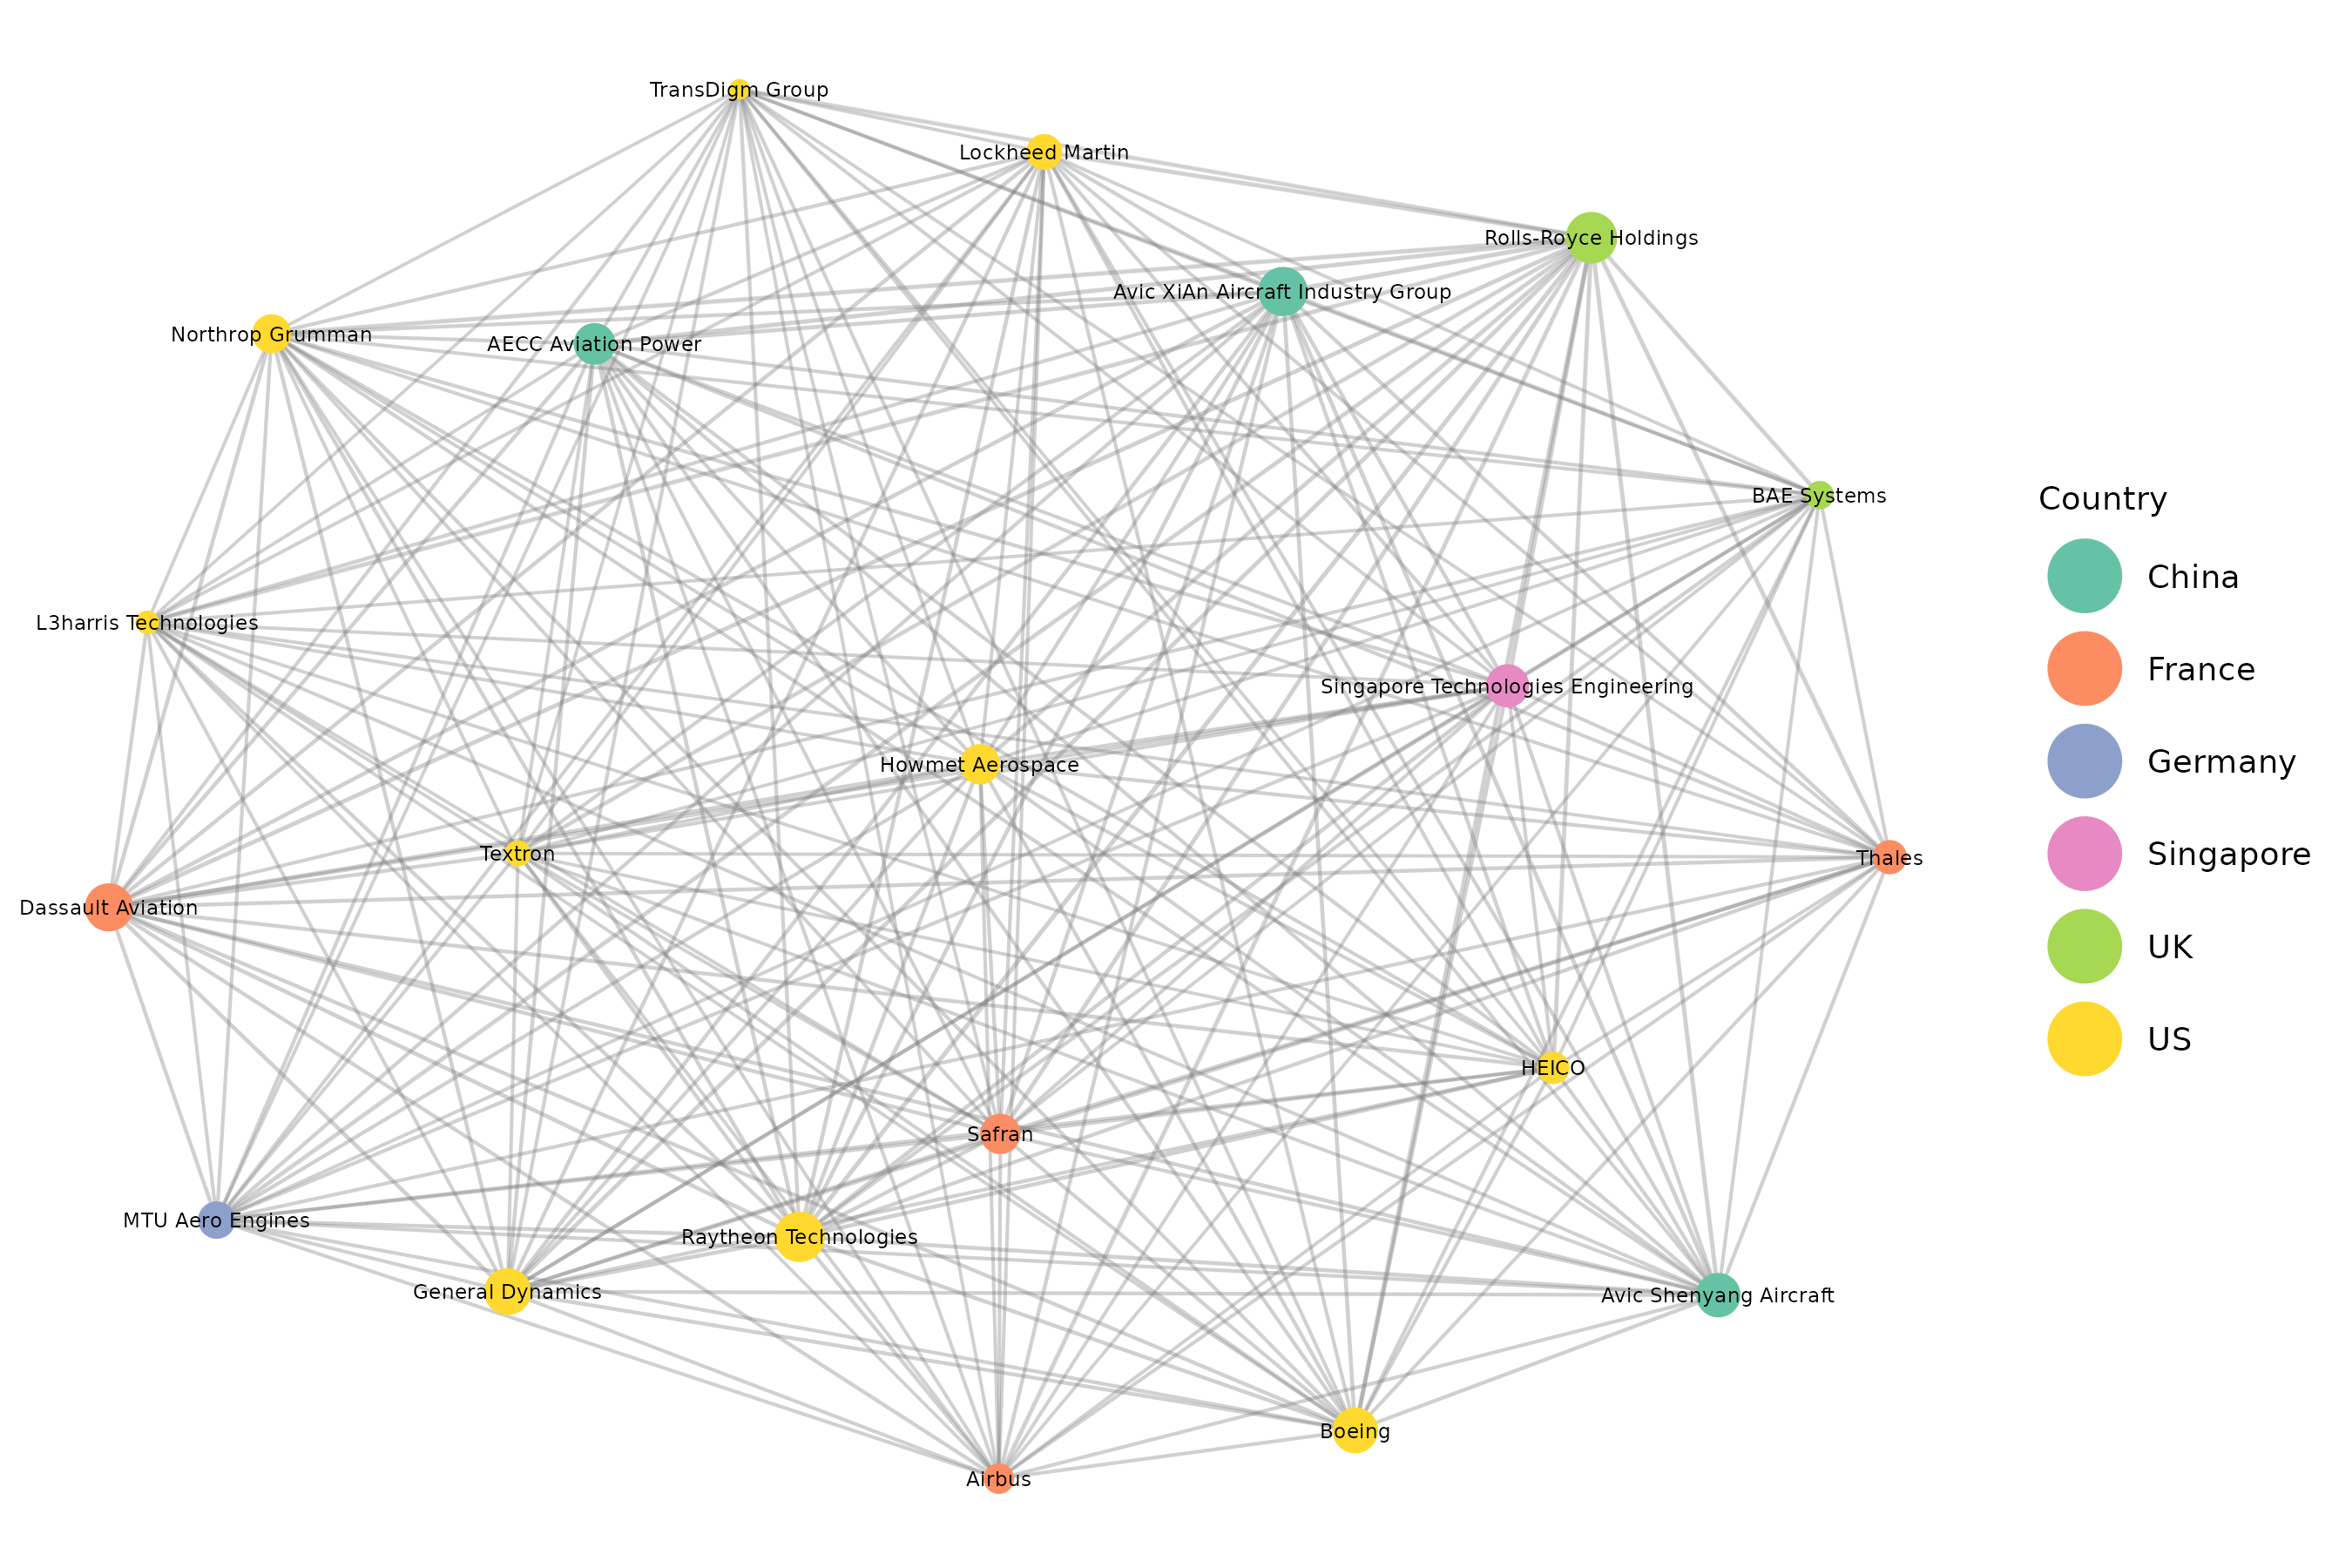 TransDigm Group
Lockheed Martin
Rolls-Royce Holdings
Avic XiAn Aircraft Industry Group
Northrop Grumman
AECC Aviation Power
BAE Systems
L3harris Technologies
Singapore Technologies Engineering
Howmet Aerospace
Textron
Thales
Dassault Aviation
HEICO
Safran
MTU Aero Engines
Raytheon Technologies
General Dynamics
Avic Shenyang Aircraft
Boeing
Airbus
Country
China
France
Germany
Singapore
UK
US